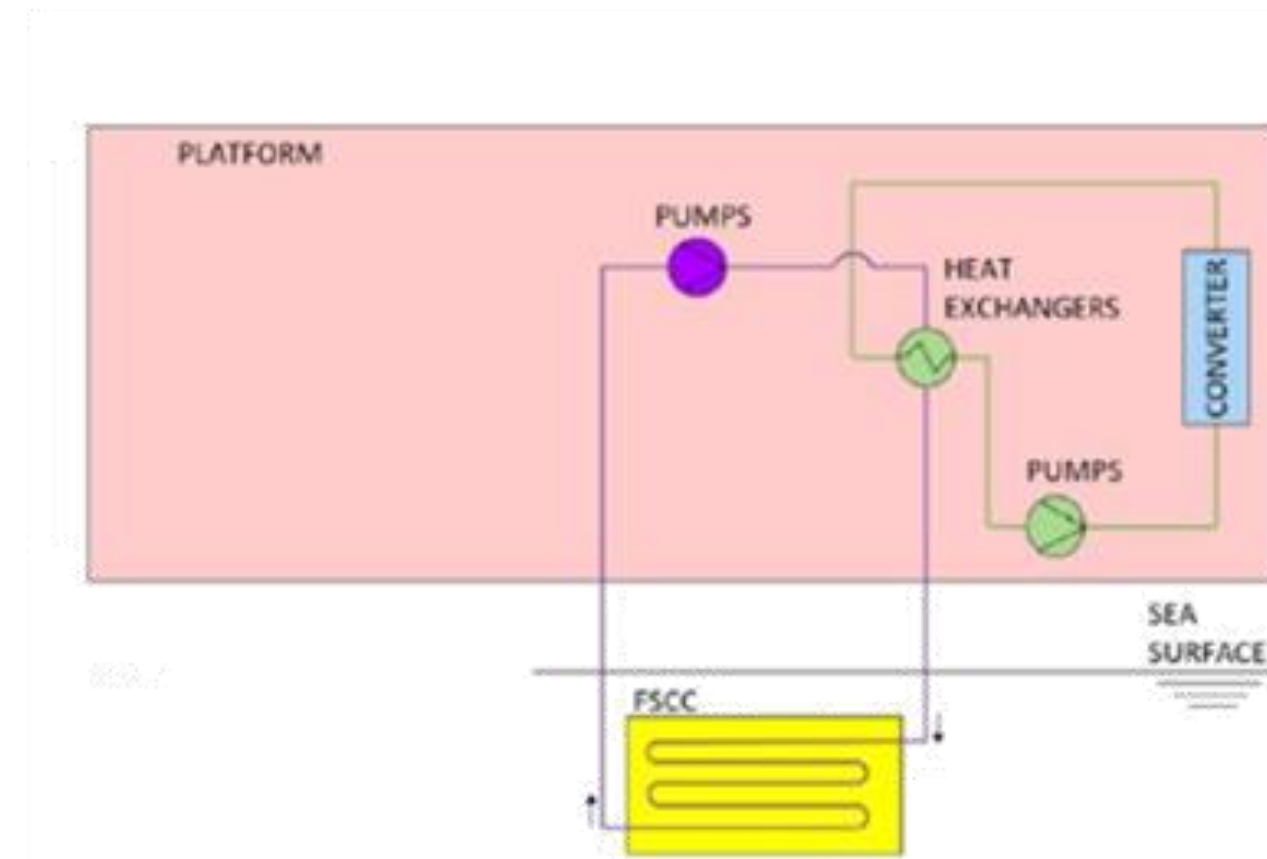 PLATFORM
PUMPS
HEAT
EXCHANGERS
CONVERTER
PUMPS
SEA
SURFACE
FSCC